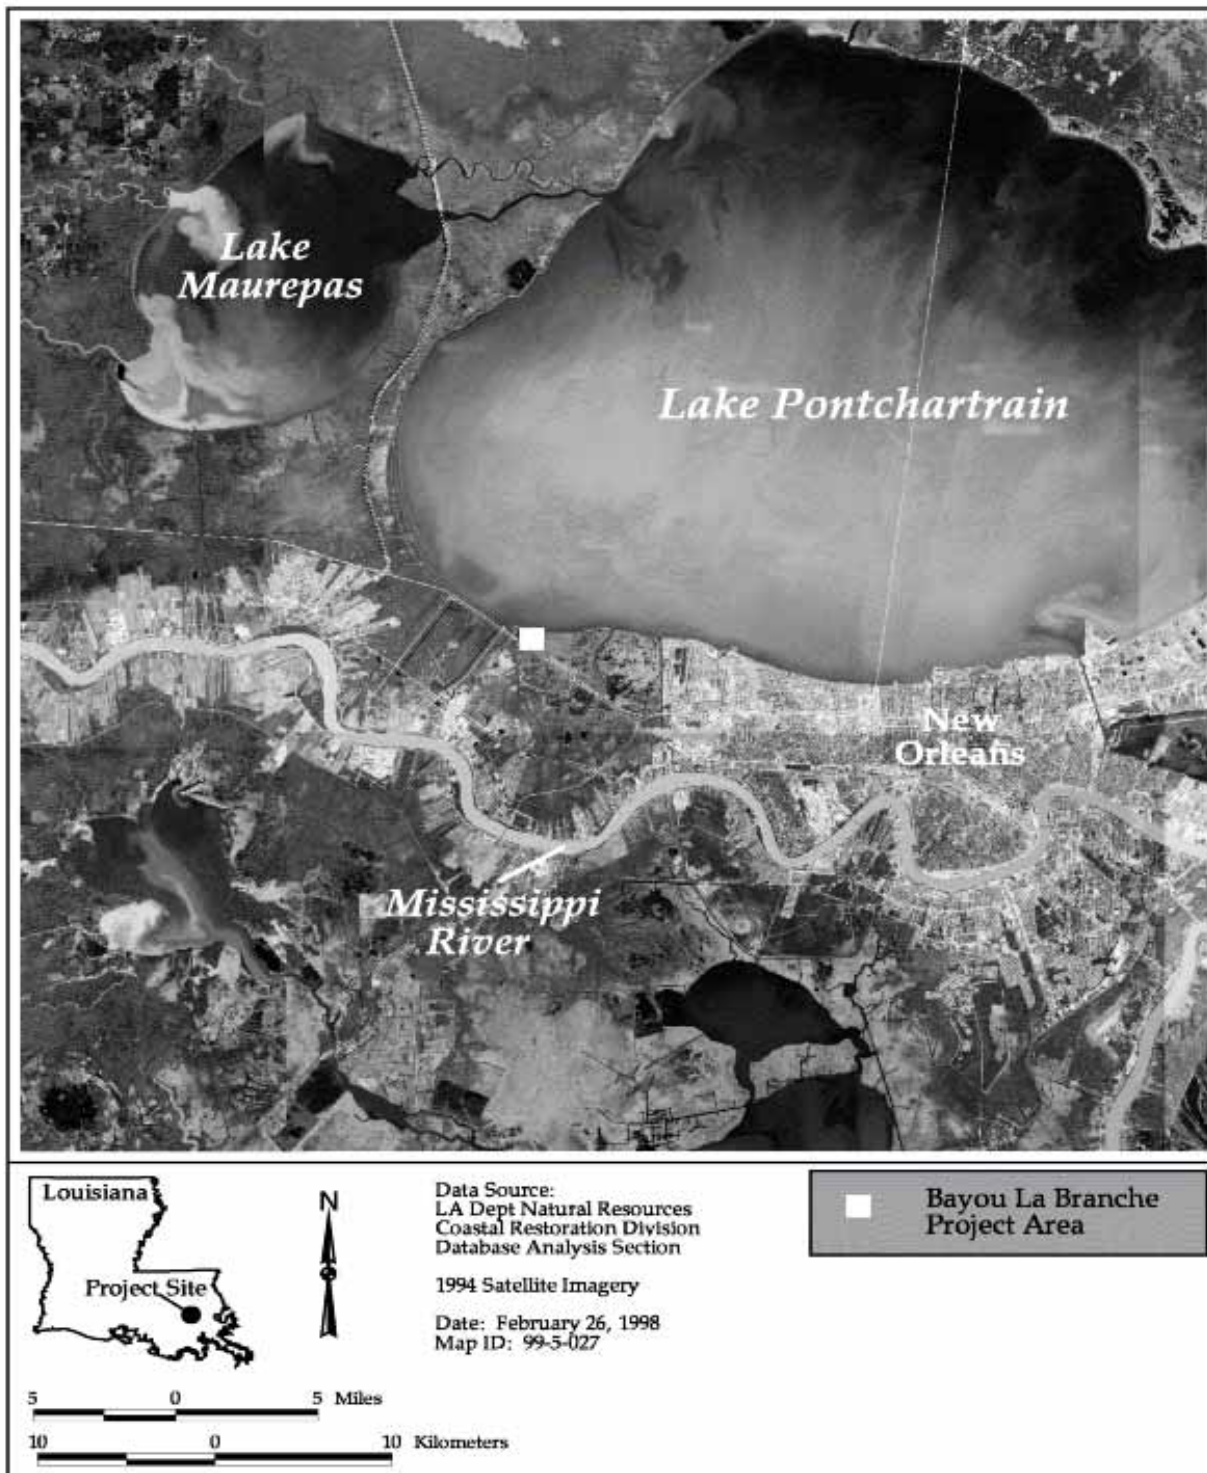 Lake
Maurepas
Lake Pontchartrain
New
Orleans
Mississippi
River
Louisiana
Project Site
N
Data Source:
LA Dept Natural Resources
Coastal Restoration Division
Database Analysis Section
1994 Satellite Imagery
Date: February 26, 1998
Map ID: 99-5-027
Bayou La Branche
Project Area
5 0 5 Miles
10 0 10 Kilometers